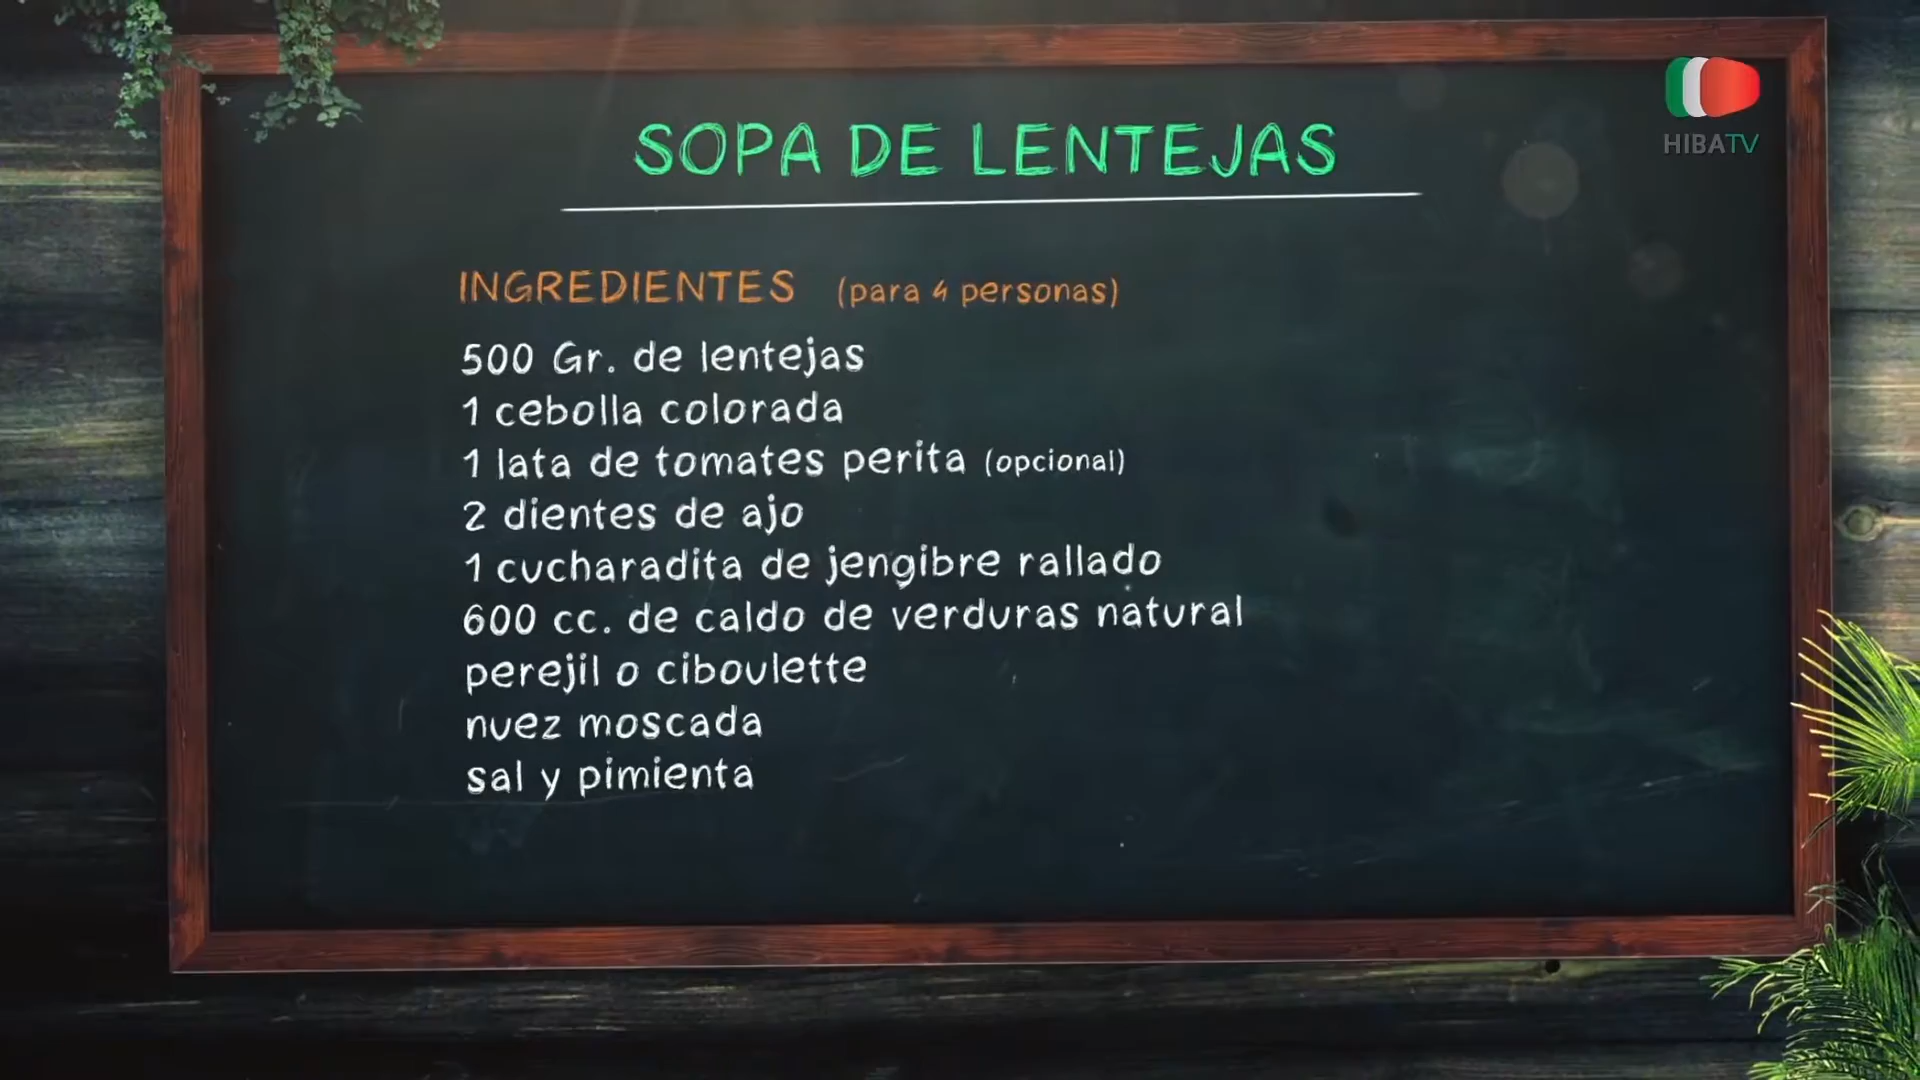 HIBATV
SOPA DE LENTEJAS
INGREDIENTES (para 4 personas)
500 Gr. de lentejas
1 cebolla colorada
1 lata de tomates perita (opcional)
2 dientes de ajo
1 cucharadita de jengibre rallado
600 cc. de caldo de verduras natural
perejil o ciboulette
nuez moscada
sal y pimienta